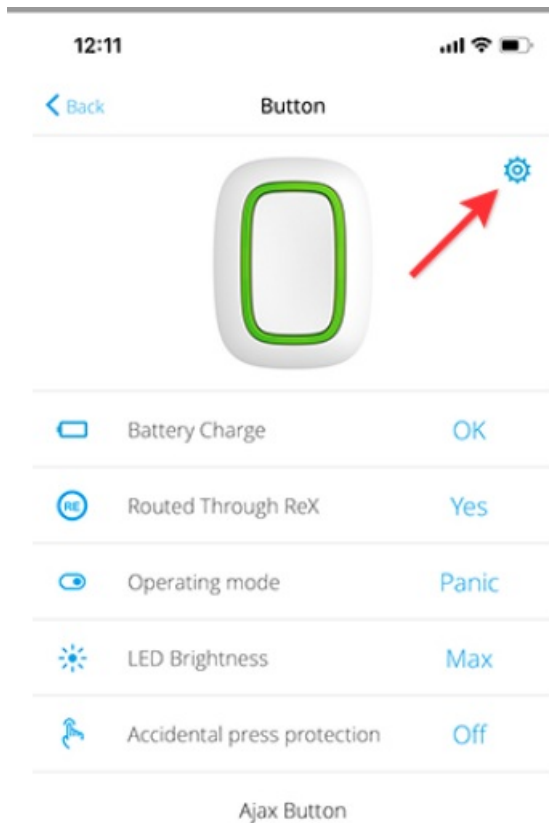 12:11
Back
Button
Battery Charge OK
RE Routed Through ReX Yes
Operating mode Panic
LED Brightness Max
Accidental press protection Off
Ajax Button